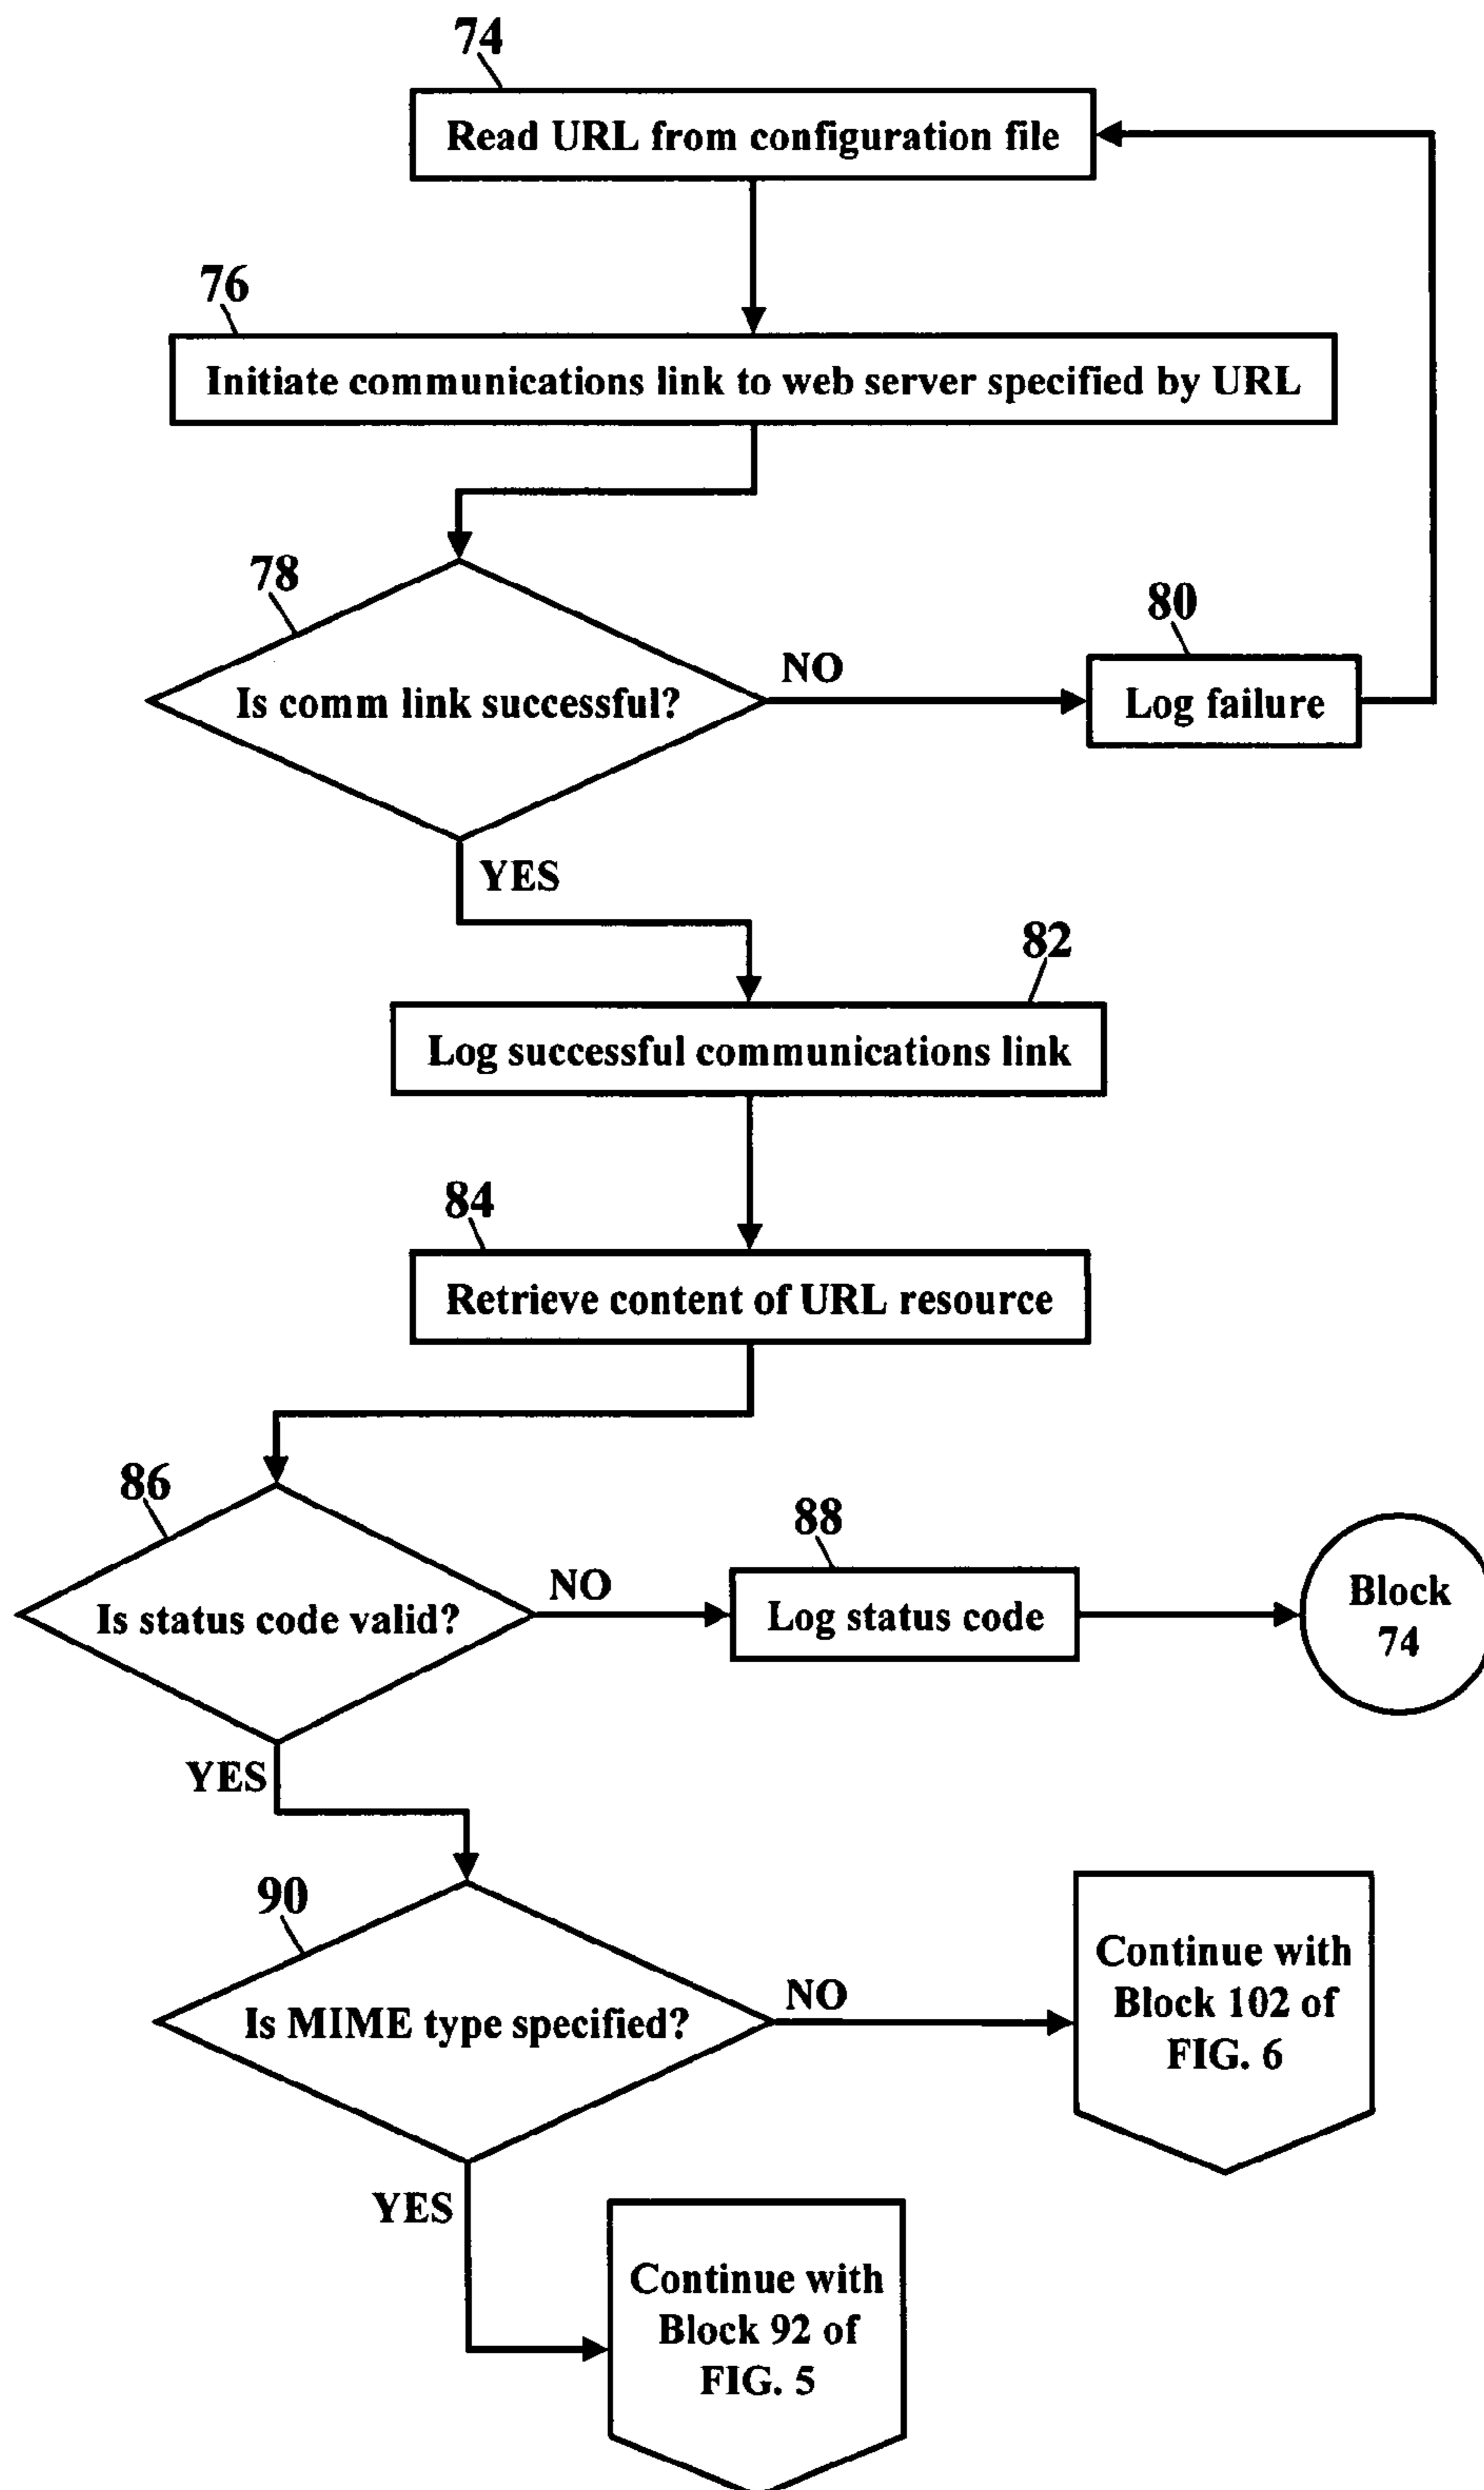 74
Read URL from configuration file
76
Initiate communications link to web server specified by URL
78
Is comm link successful?
NO
80
Log failure
YES
82
Log successful communications link
84
Retrieve content of URL resource
86
Is status code valid?
NO
88
Log status code
Block
74
YES
90
Is MIME type specified?
NO
Continue with
Block 102 of
FIG. 6
YES
Continue with
Block 92 of
FIG. 5